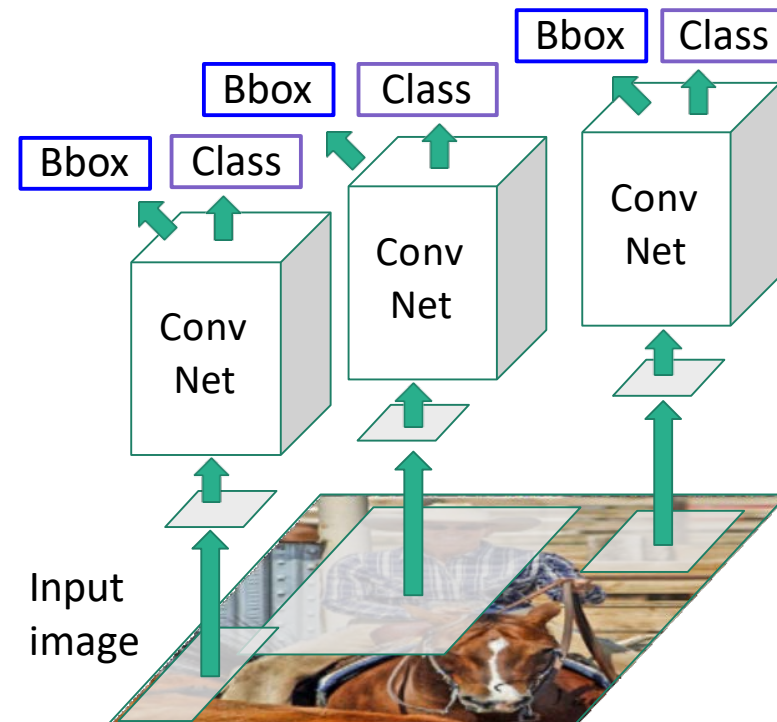 Bbox Class
Bbox Class
Bbox Class
Conv
Net
Conv
Net
Conv
Net
Input
image